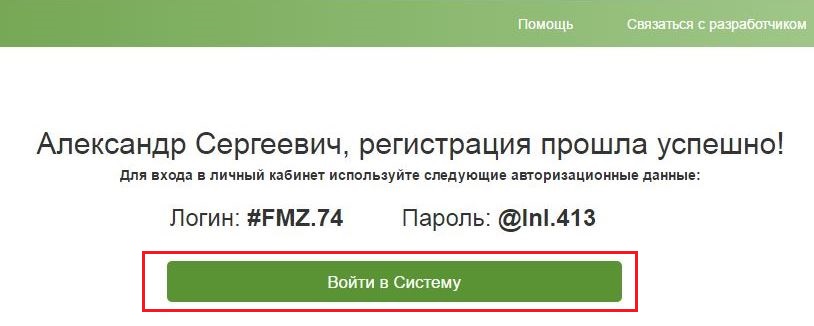 Помощь Связаться с разработчиком
Александр Сергеевич, регистрация прошла успешно!
Для входа в личный кабинет используйте следующие авторизационные данные:
Логин: #FMZ.74 Пароль: @lnl.413
Войти в Систему